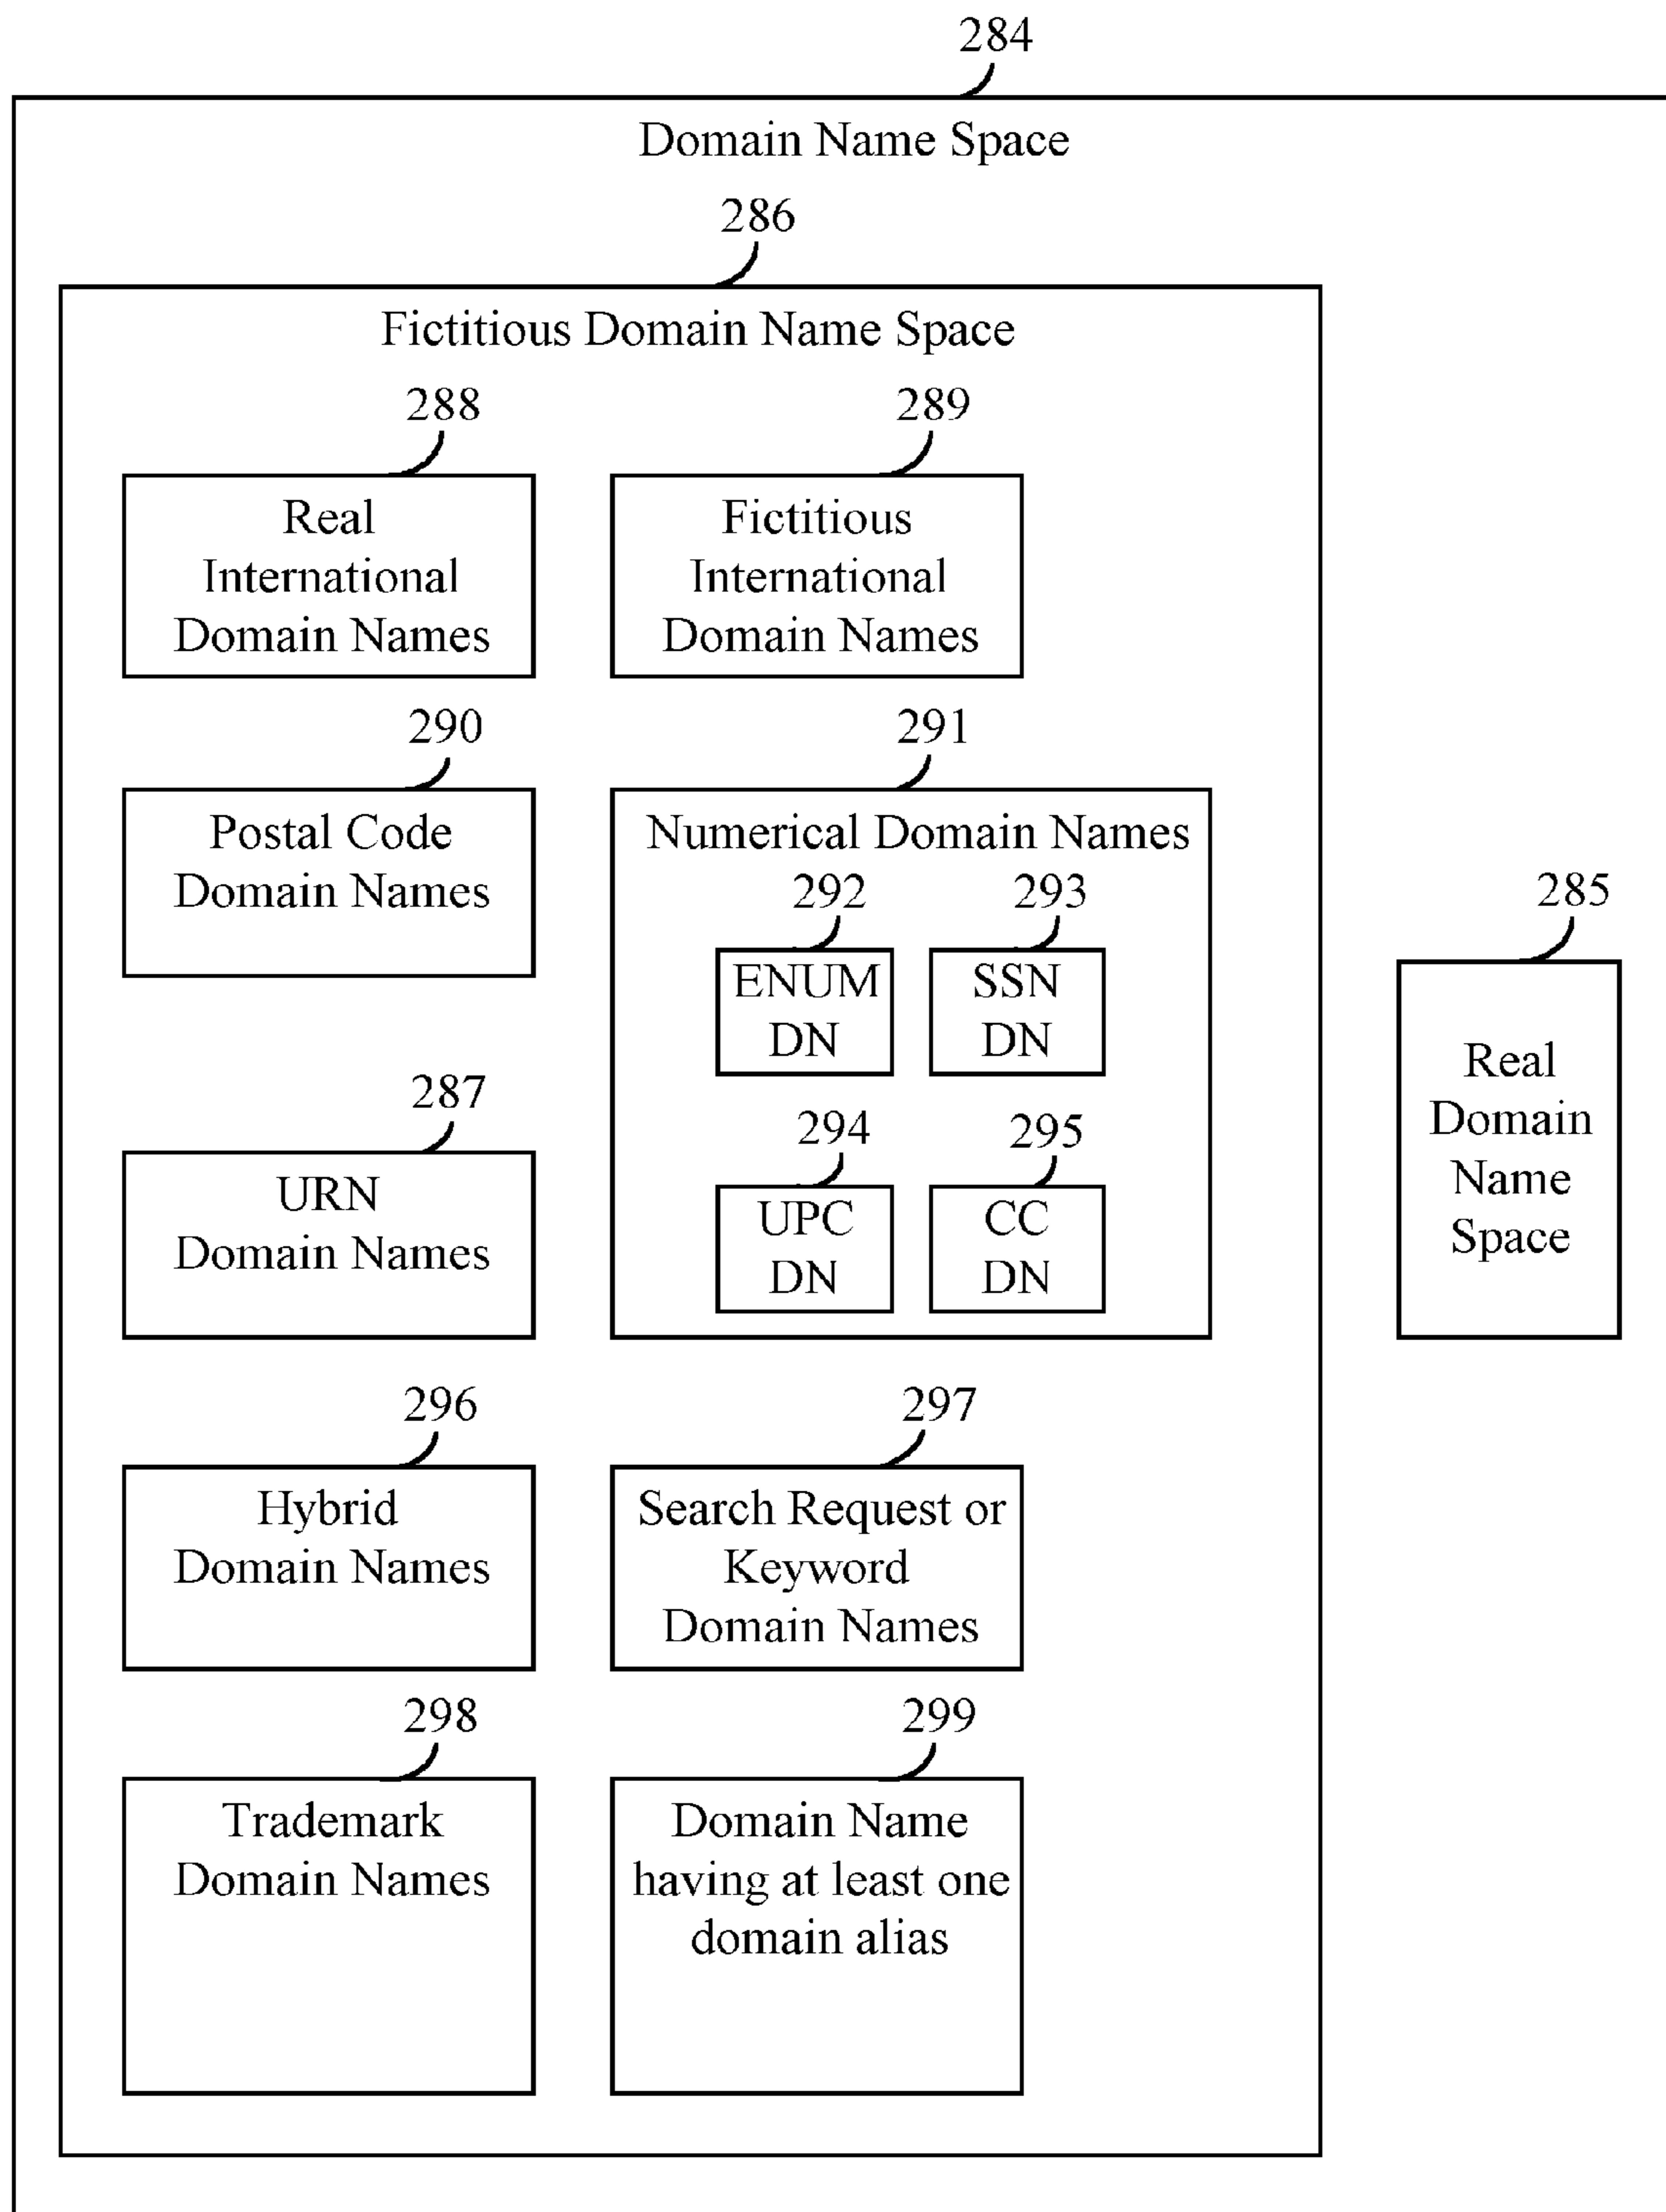 284
Domain Name Space
286
Fictitious Domain Name Space
288
Real
International
Domain Names
289
Fictitious
International
Domain Names
290
Postal Code
Domain Names
291
Numerical Domain Names
292
ENUM
DN
293
SSN
DN
294
UPC
DN
295
CC
DN
285
Real
Domain
Name
Space
287
URN
Domain Names
296
Hybrid
Domain Names
297
Search Request or
Keyword
Domain Names
298
Trademark
Domain Names
299
Domain Name
having at least one
domain alias